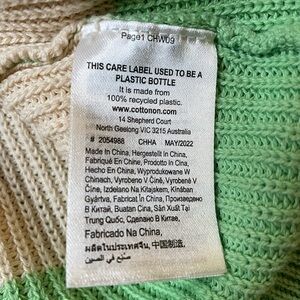 Page1 CHW09
THIS CARE LABEL USED TO BE A
PLASTIC BOTTLE
It is made from
100% recycled plastic.
www.cottonon.com
14 Shepherd Court
North Geelong VIC 3215 Australia
# 2054988 CHHA MAY/2022
Made In China, Hergestellt In China,
Fabriqué En Chine, Prodotto In Cina,
Hecho En China, Wyprodukowane W
Chinach, Vyrobeno V Číně, Vyrobené V
Číne, Izdelano Na Kitajskem, Kínában
Gyártva, Fabricat În China, Произведено
В Китай, Buatan Cina, Sản Xuất Tại
Trung Quốc, Сделано На
Fabricado Na China,
ผลิตในประเทศจีน, 中国制造,
صنع في الصين